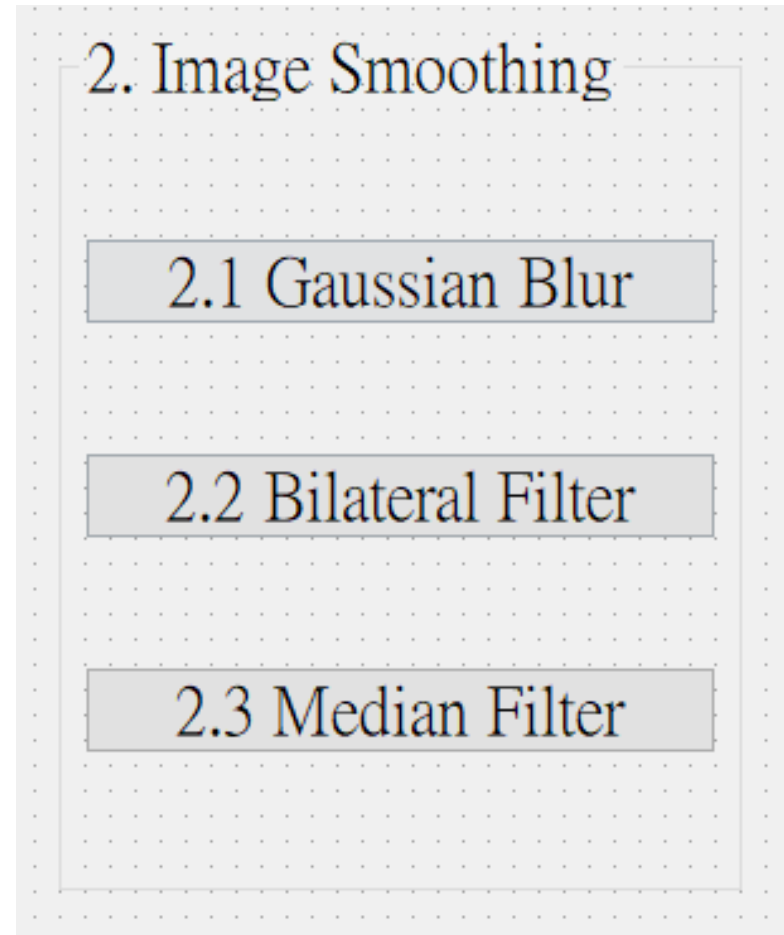 2. Image Smoothing
2.1 Gaussian Blur
2.2 Bilateral Filter
2.3 Median Filter